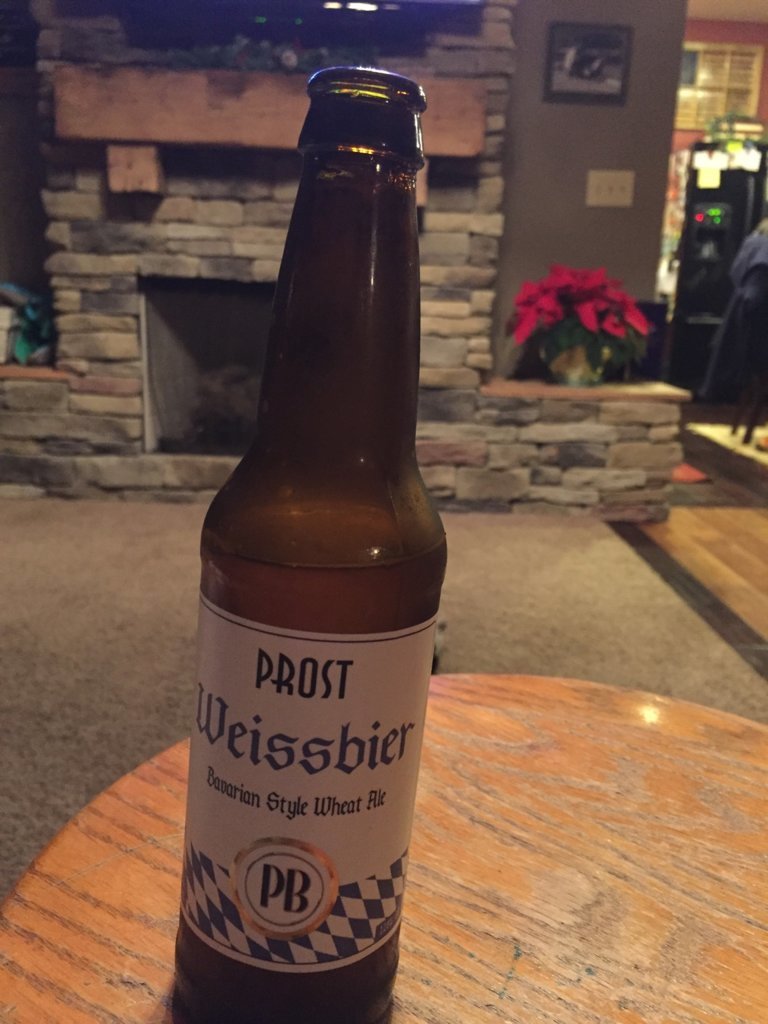 PROST
Weissbier
Bavarian Style Wheat Ale
PB